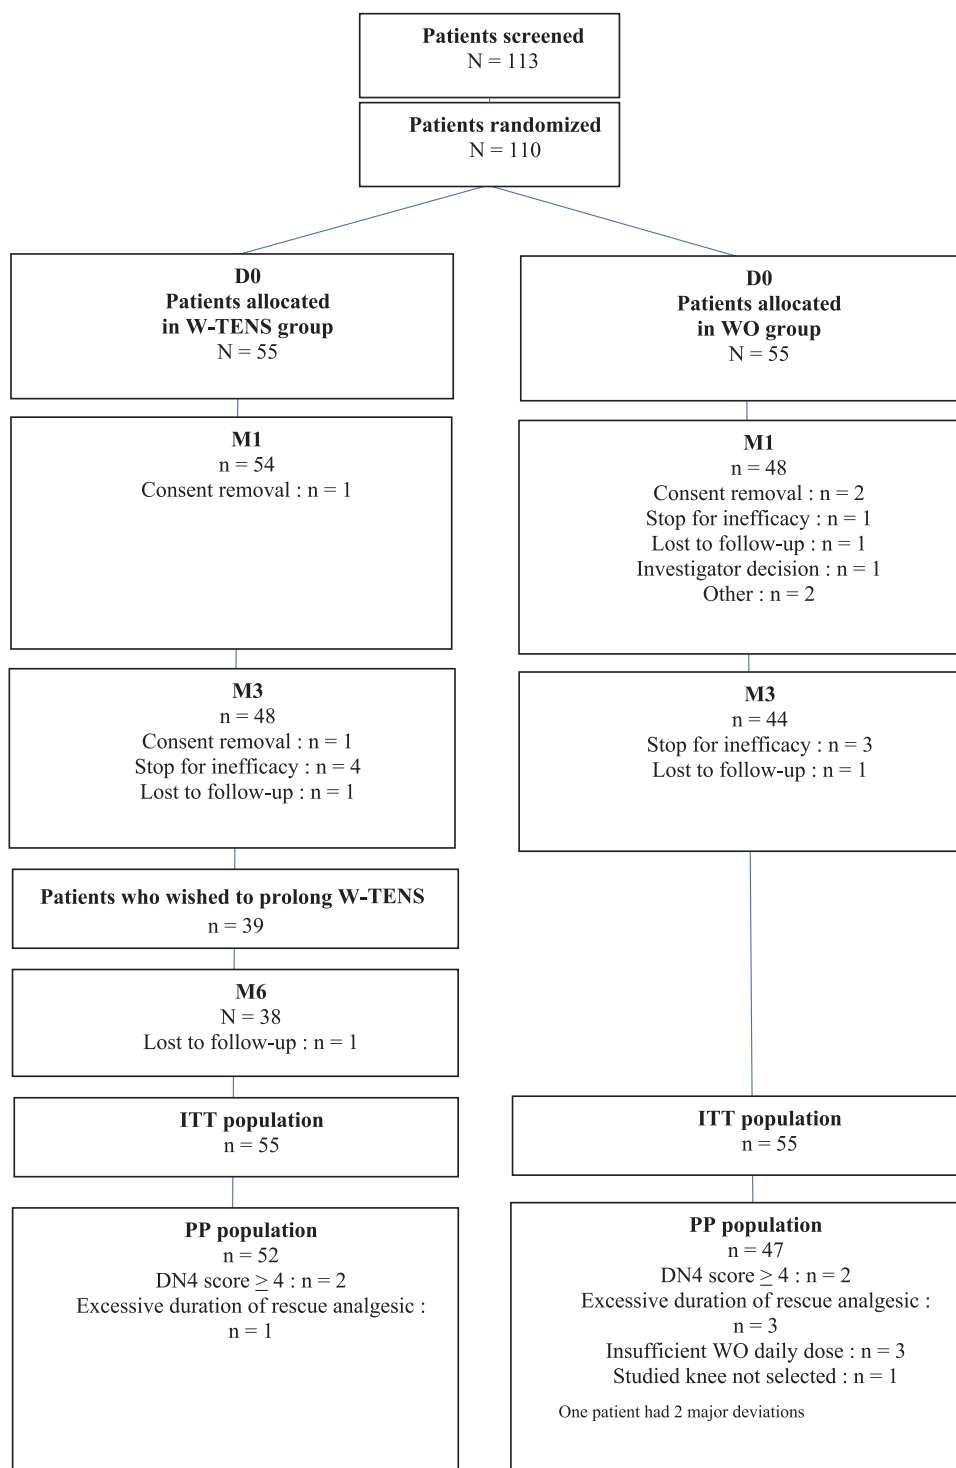 Patients screened
N = 113
Patients randomized
N = 110
D0
Patients allocated
in W-TENS group
N = 55
D0
Patients allocated
in WO group
N = 55
M1
n = 54
Consent removal : n = 1
M1
n = 48
Consent removal : n = 2
Stop for inefficacy : n = 1
Lost to follow-up : n = 1
Investigator decision : n = 1
Other : n = 2
M3
n = 48
Consent removal : n = 1
Stop for inefficacy : n = 4
Lost to follow-up : n = 1
M3
n = 44
Stop for inefficacy : n = 3
Lost to follow-up : n = 1
Patients who wished to prolong W-TENS
n = 39
M6
N = 38
Lost to follow-up : n = 1
ITT population
n = 55
ITT population
n = 55
PP population
n = 52
DN4 score ≥ 4 : n = 2
Excessive duration of rescue analgesic :
n = 1
PP population
n = 47
DN4 score ≥ 4 : n = 2
Excessive duration of rescue analgesic :
n = 3
Insufficient WO daily dose : n = 3
Studied knee not selected : n = 1
One patient had 2 major deviations